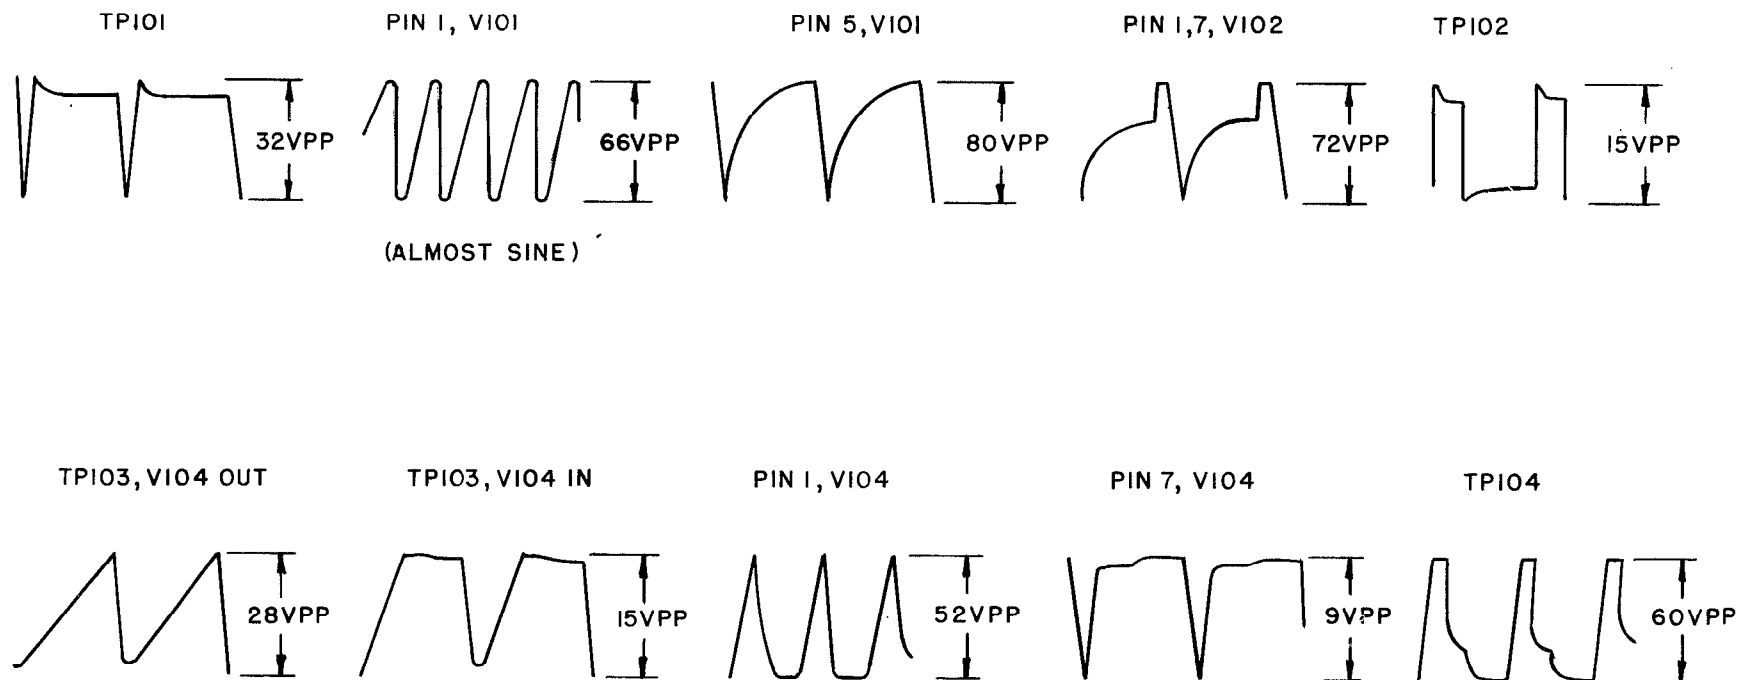 TP101
PIN 1, V101
PIN 5,V101
PIN 1,7, V102
TP102
32VPP
66VPP
80VPP
72VPP
15VPP
(ALMOST SINE)
TP103, V104 OUT
TP103, V104 IN
PIN 1, V104
PIN 7, V104
TP104
28VPP
15VPP
52VPP
9VPP
60VPP